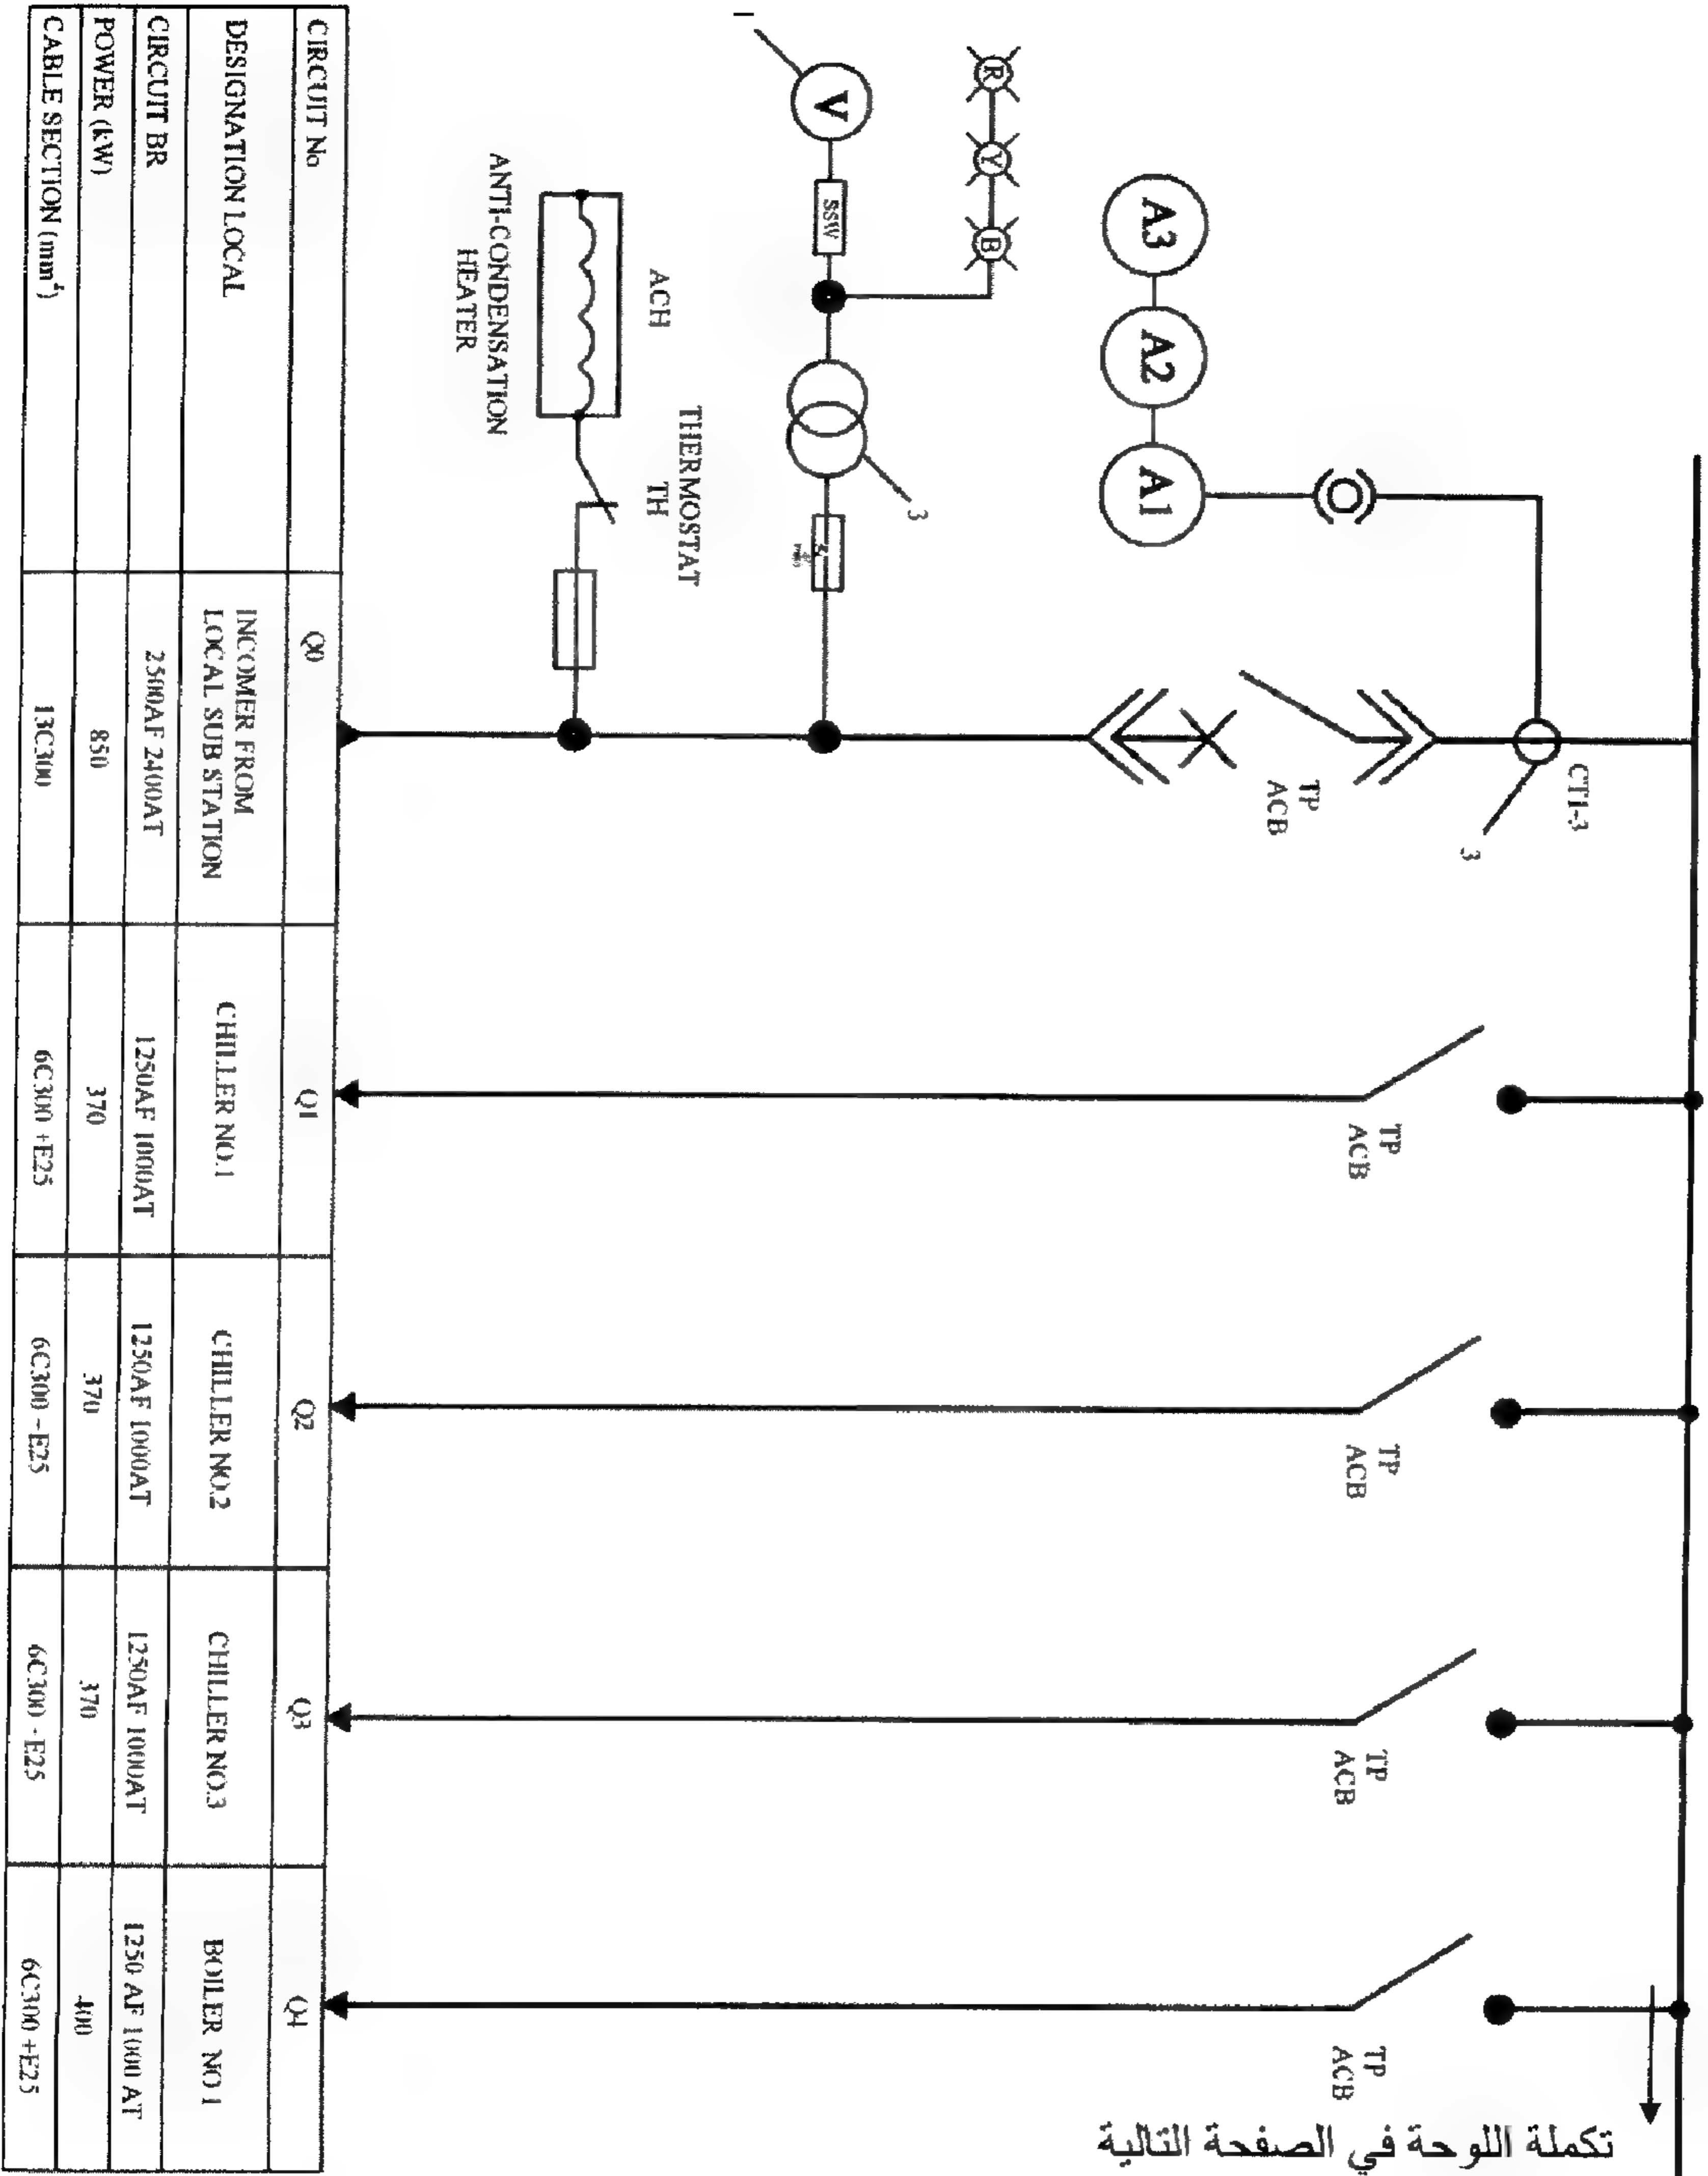 CT1-3
3
TP
ACB
A3
A2
A1
R
Y
B
V
SSW
3
THERMOSTAT
TH
ACH
ANTI-CONDENSATION
HEATER
TP
ACB
TP
ACB
TP
ACB
TP
ACB
تكملة اللوحة في الصفحة التالية
CIRCUIT No Q0 Q1 Q2 Q3 Q4
DESIGNATION LOCAL INCOMER FROM LOCAL SUB STATION CHILLER NO.1 CHILLER NO.2 CHILLER NO.3 BOILER NO1
CIRCUIT BR 2500AF 2400AT 1250AF 1000AT 1250AF 1000AT 1250AF 1000AT 1250 AF 1000 AT
POWER (kW) 850 370 370 370 400
CABLE SECTION (mm²) 13C300 6C300 +E25 6C300 - E25 6C300 - E25 6C300 +E25